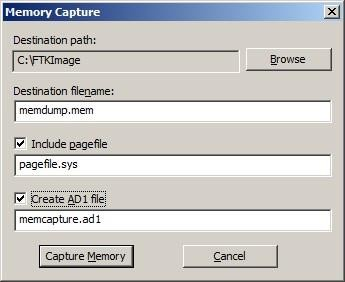 Memory Capture
Destination path:
C:\FTKImage
Browse
Destination filename:
memdump.mem
Include pagefile
pagefile.sys
Create AD1 file
memcapture.ad1
Capture Memory
Cancel